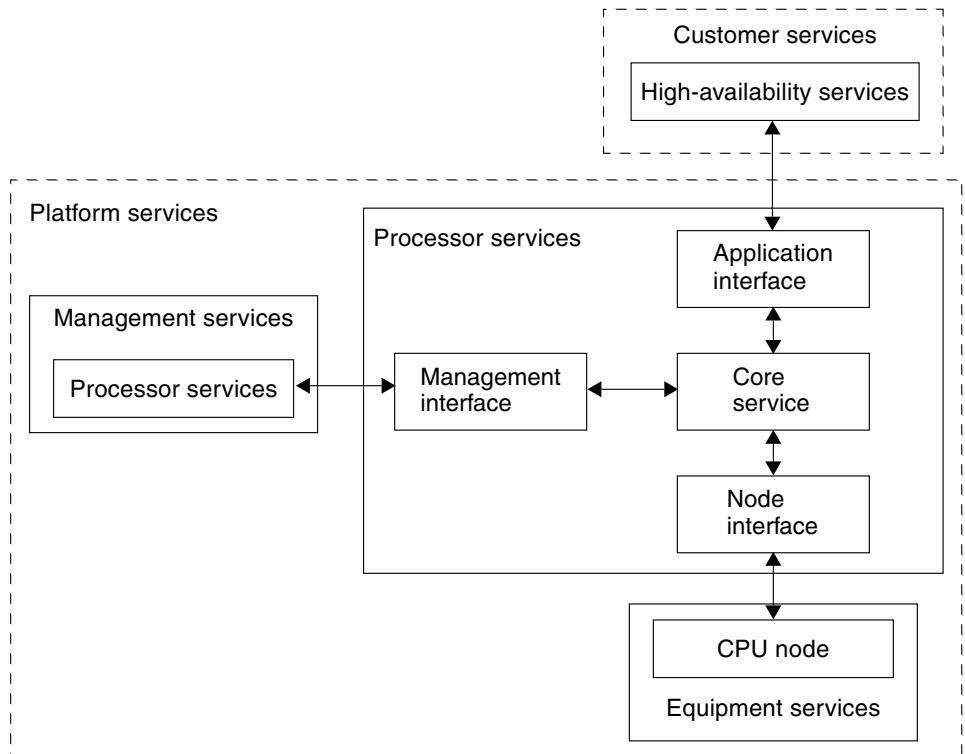 Customer services
High-availability services
Platform services
Processor services
Application
interface
Management services
Processor services
Management
interface
Core
service
Node
interface
CPU node
Equipment services